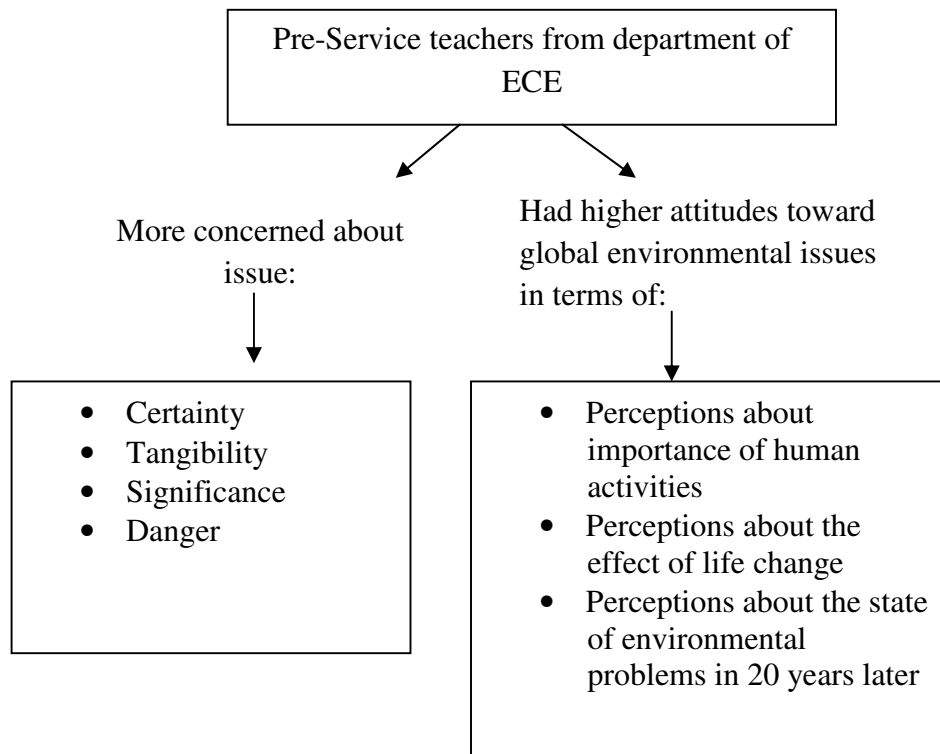 Pre-Service teachers from department of
ECE
More concerned about
issue:
Had higher attitudes toward
global environmental issues
in terms of:
• Certainty
• Tangibility
• Significance
• Danger
• Perceptions about
importance of human
activities
• Perceptions about the
effect of life change
• Perceptions about the state
of environmental
problems in 20 years later